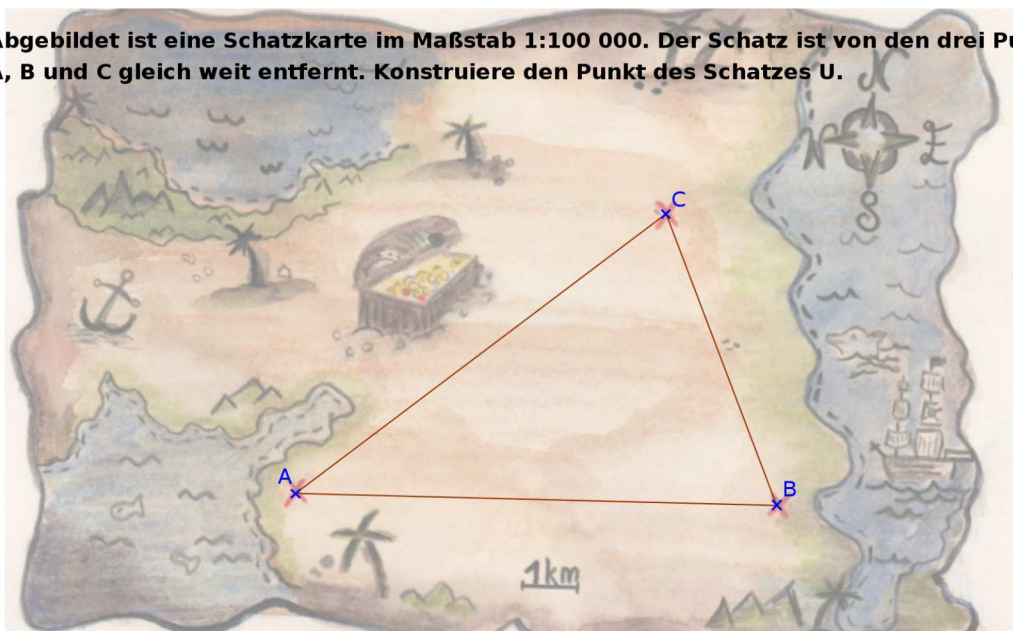 Abgebildet ist eine Schatzkarte im Maßstab 1:100 000. Der Schatz ist von den drei
A, B und C gleich weit entfernt. Konstruiere den Punkt des Schatzes U.
N
N E
S
C
A
B
1km